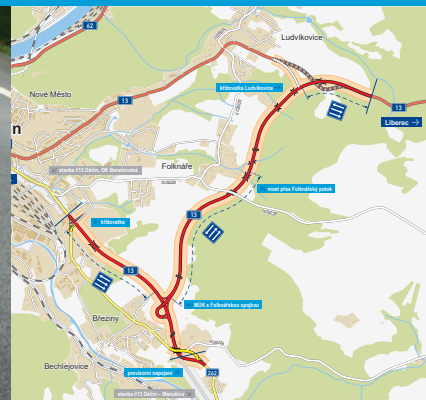 62
Ludvíkovice
křižovatka Ludvíkovice
Nové Město
13
13
Liberec →
Folknáře
stavba I/13 Děčín, OK Benešovská
most přes Folknářský potok
13
křižovatka
13
MÚK s Folknářskou spojkou
Březiny
Bechlejovice
provizorní napojení
262
stavba I/13 Děčín – Manušice